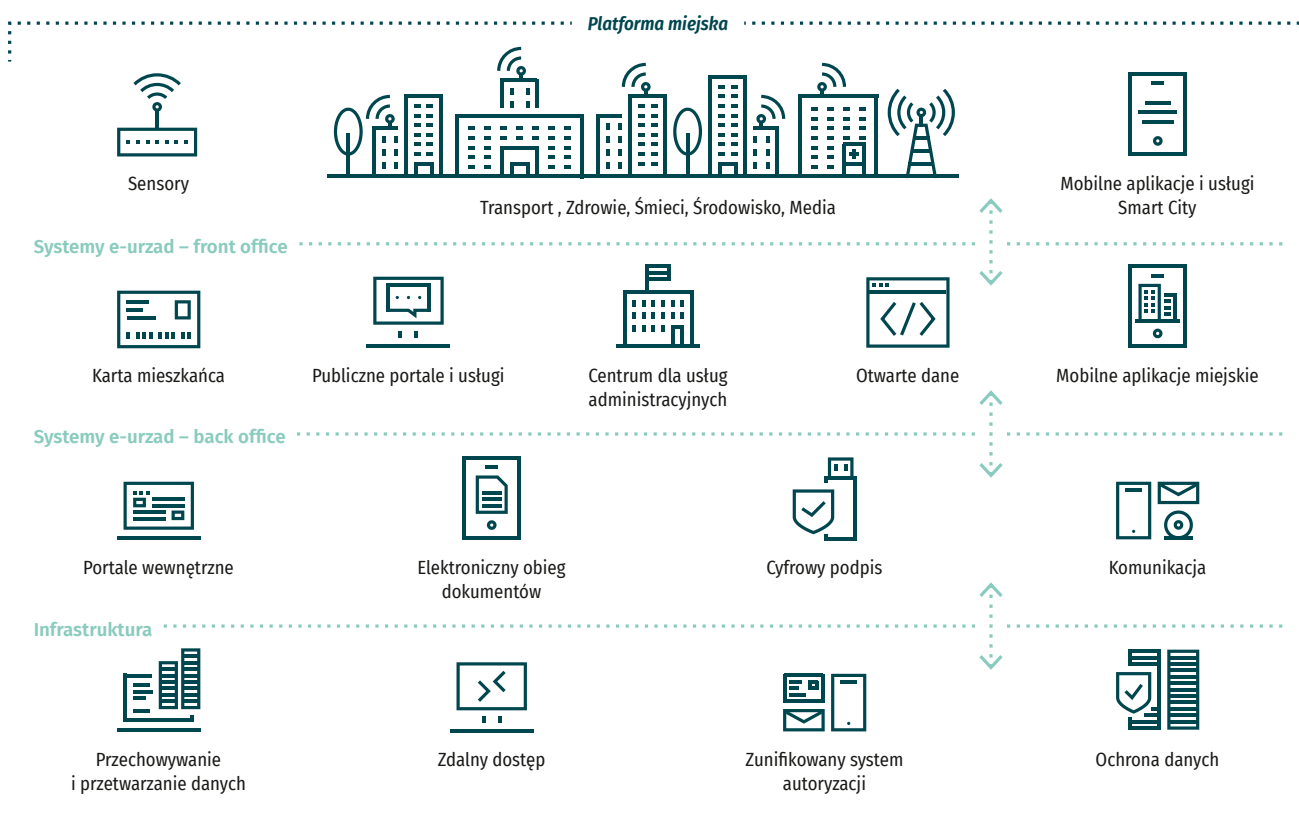 Platforma miejska
Sensory
Transport , Zdrowie, Śmieci, Środowisko, Media
Mobilne aplikacje i usługi
Smart City
Systemy e-urzad – front office
Karta mieszkańca
Publiczne portale i usługi
Centrum dla usług
administracyjnych
Otwarte dane
Mobilne aplikacje miejskie
Systemy e-urzad – back office
Portale wewnętrzne
Elektroniczny obieg
dokumentów
Cyfrowy podpis
Komunikacja
Infrastruktura
Przechowywanie
i przetwarzanie danych
Zdalny dostęp
Zunifikowany system
autoryzacji
Ochrona danych